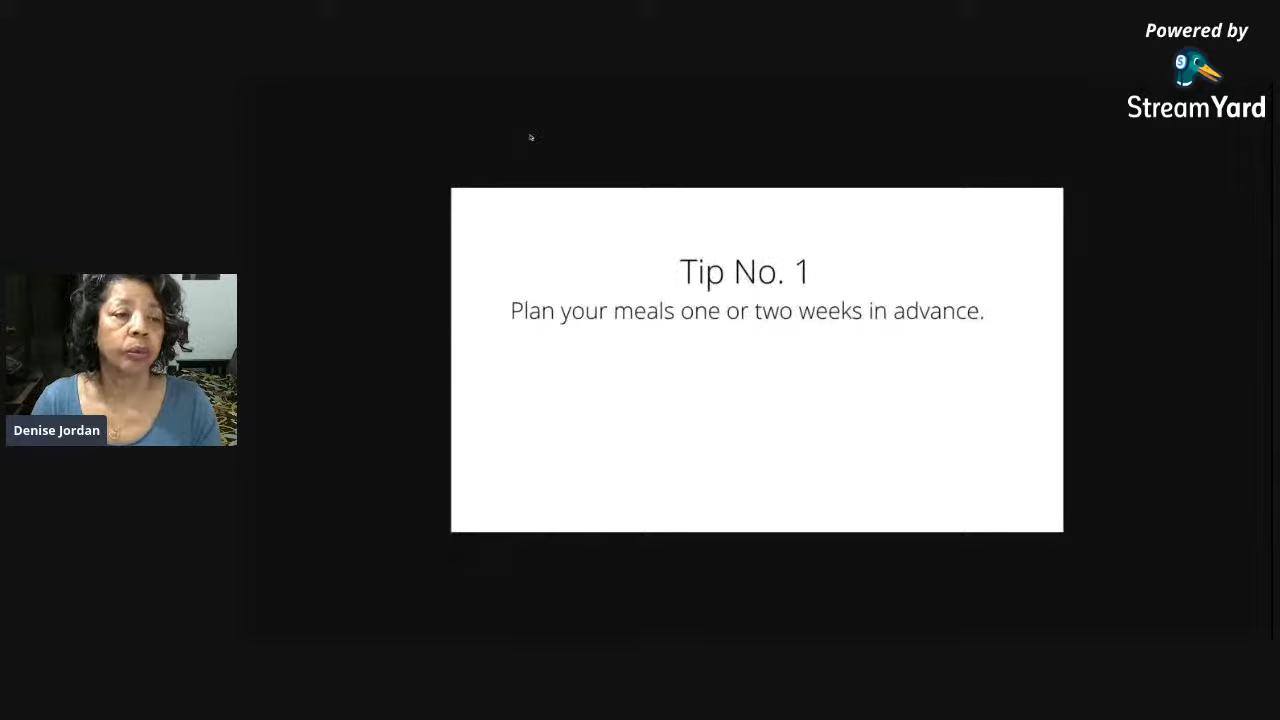 Powered by
StreamYard
Tip No. 1
Plan your meals one or two weeks in advance.
Denise Jordan